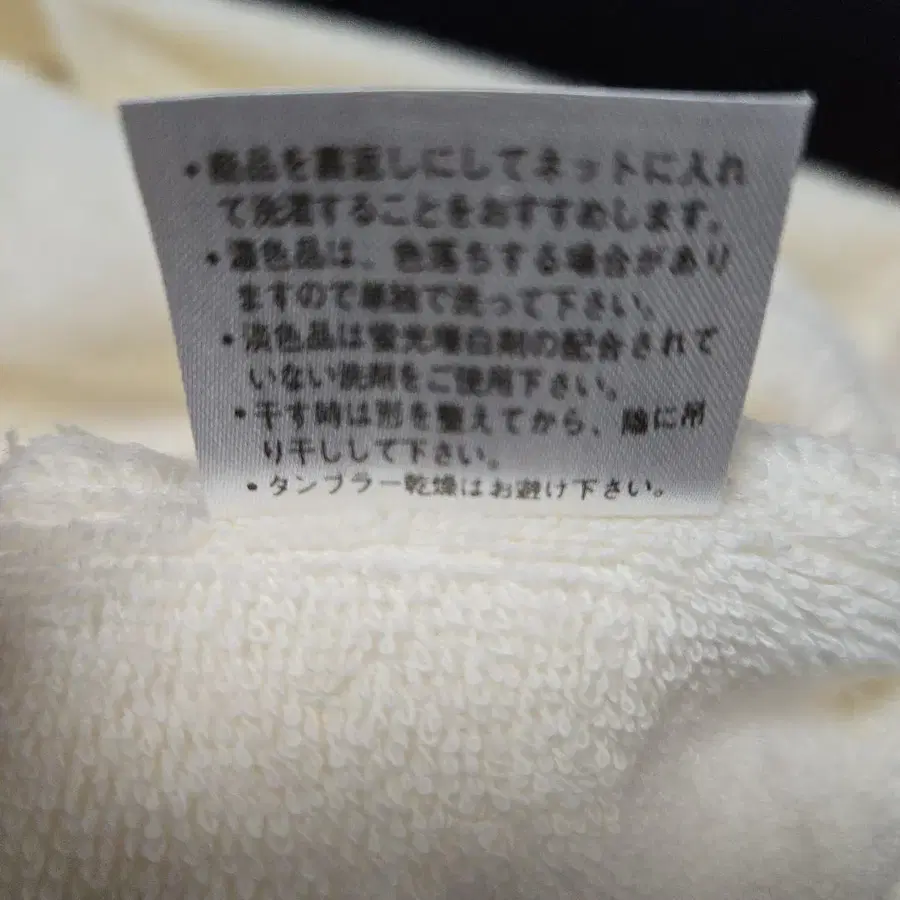 ・商品を裏返しにしてネットに入れ
て洗濯することをおすすめします。
・濃色品は、色落ちする場合があり
ますので単独で洗って下さい。
・淡色品は蛍光増白剤の配合されて
いない洗剤をご使用下さい。
・干す時は形を整えてから、陰に吊
り干しして下さい。
・タンブラー乾燥はお避け下さい。